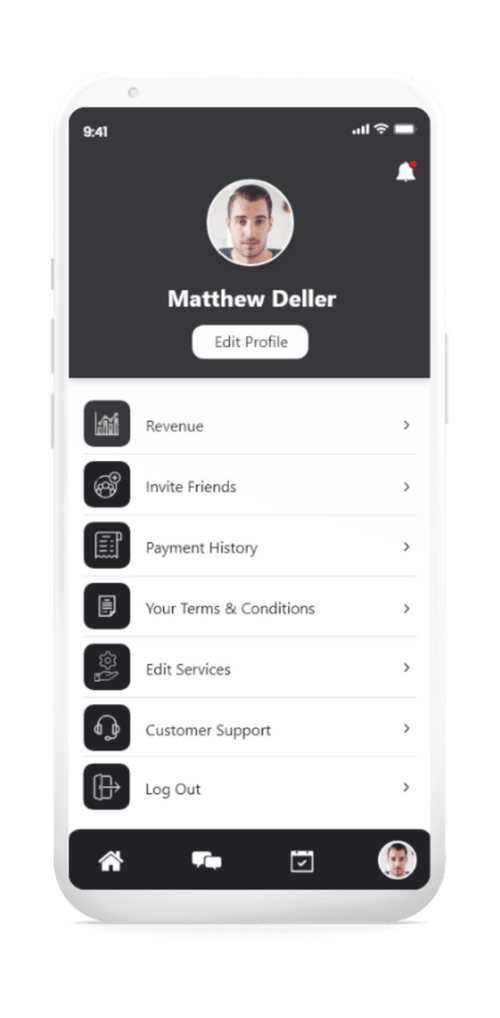 9:41
Matthew Deller
Edit Profile
Revenue
Invite Friends
Payment History
Your Terms & Conditions
Edit Services
Customer Support
Log Out